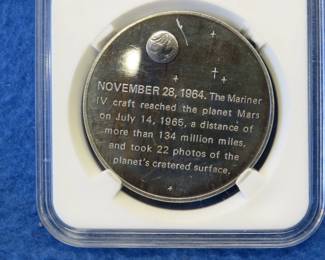 NOVEMBER 28, 1964. The Mariner
IV craft reached the planet Mars
on July 14, 1965, a distance of
more than 134 million miles,
and took 22 photos of the
planet's cratered surface.